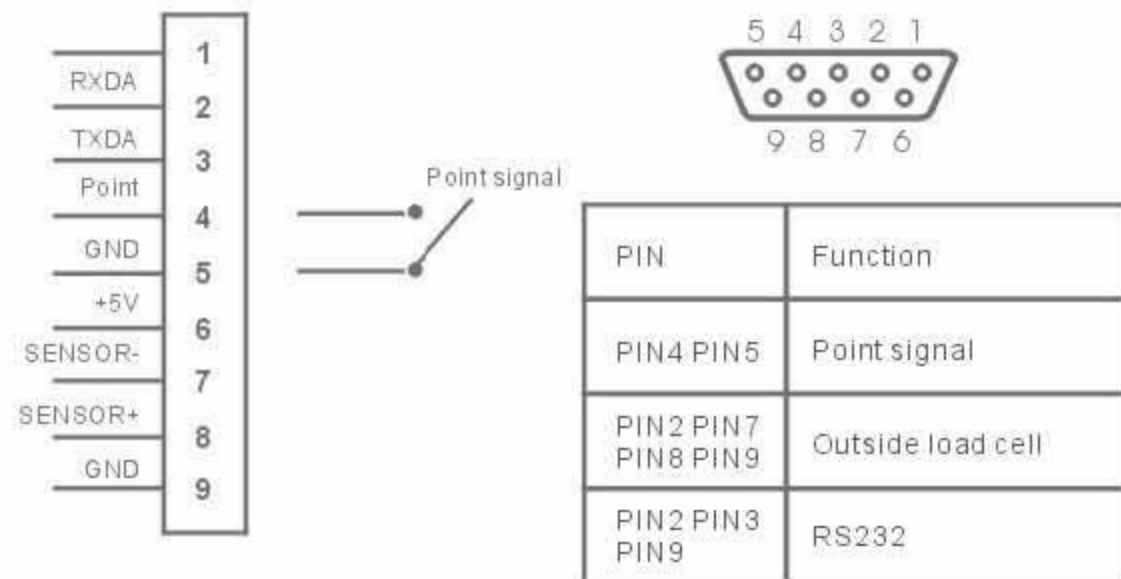 1
RXDA
2
TXDA
3
Point
4
GND
5
+5V
6
SENSOR-
7
SENSOR+
8
GND
9
Point signal
5 4 3 2 1
9 8 7 6
PIN Function
PIN4 PIN5 Point signal
PIN2 PIN7
PIN8 PIN9
Outside load cell
PIN2 PIN3
PIN9
RS232